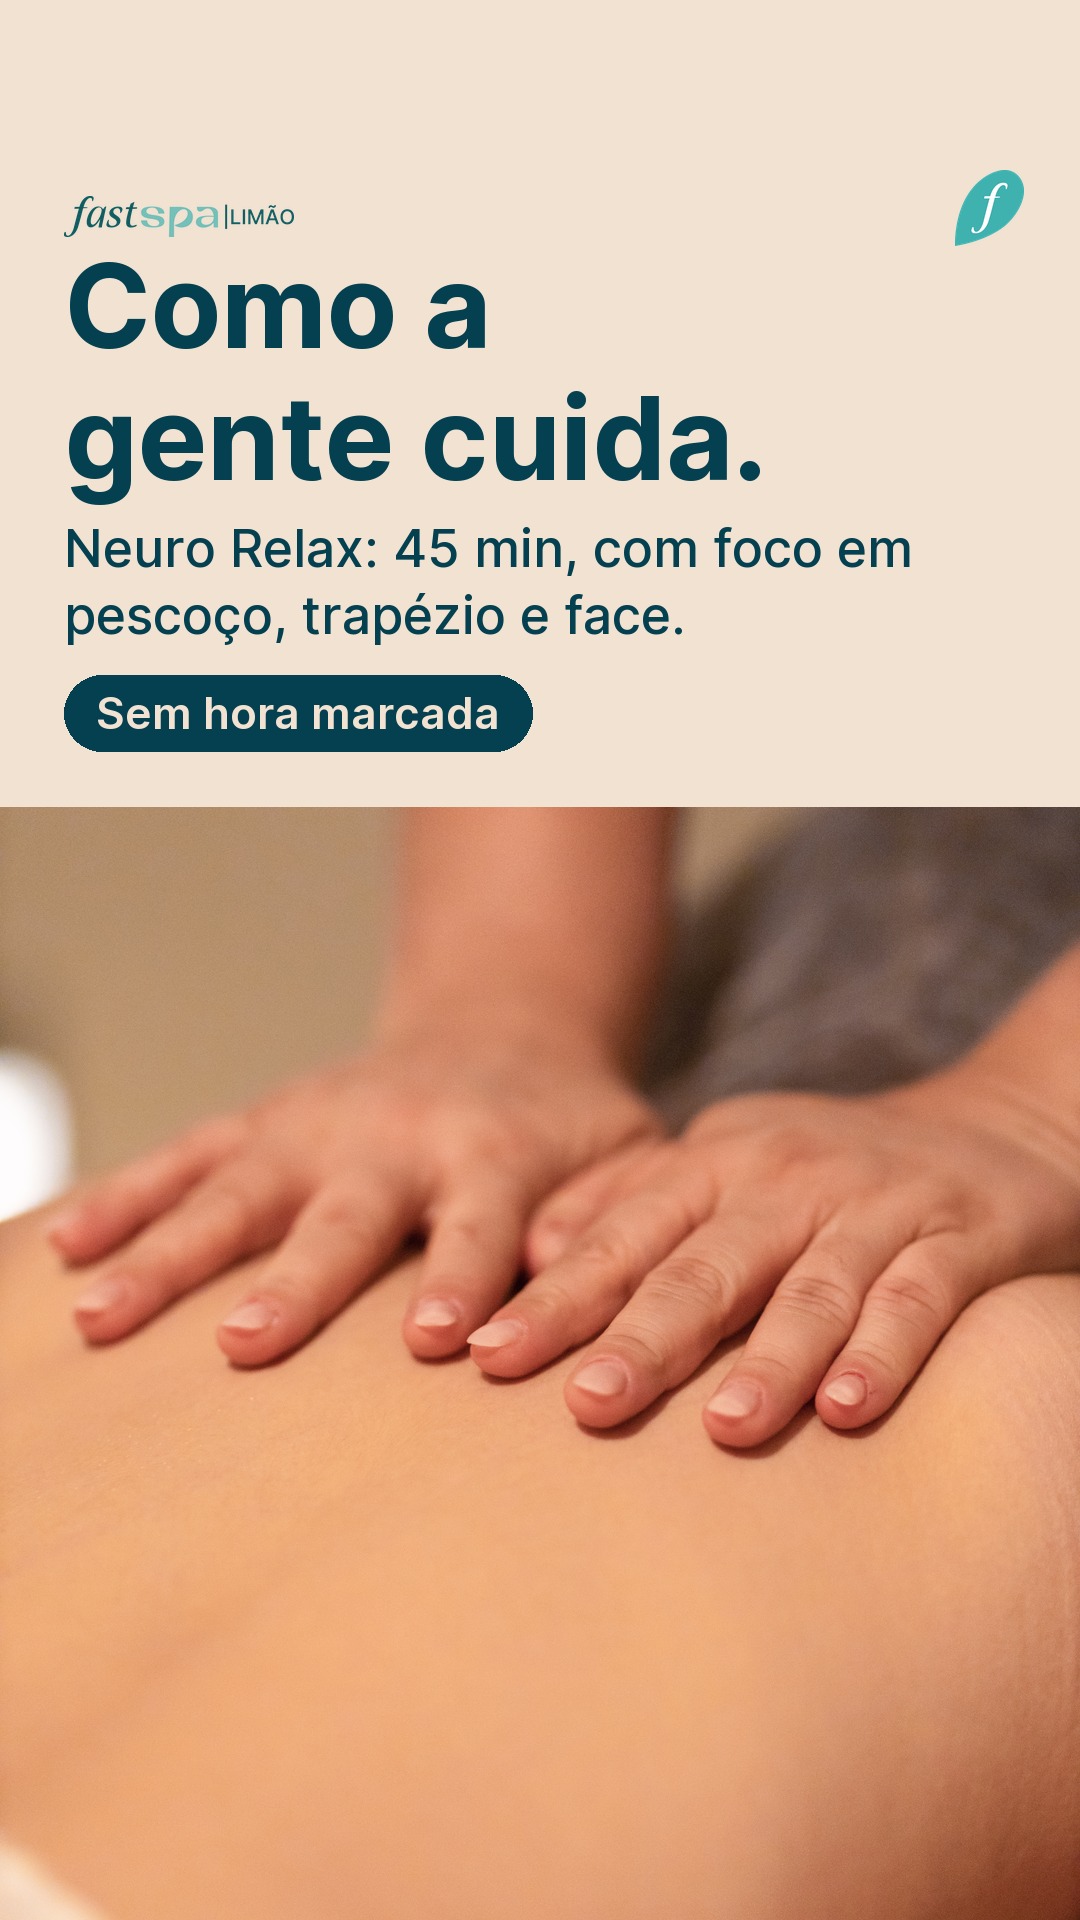 fastspa|LIMÃO
f
Como a
gente cuida.
Neuro Relax: 45 min, com foco em
pescoço, trapézio e face.
Sem hora marcada